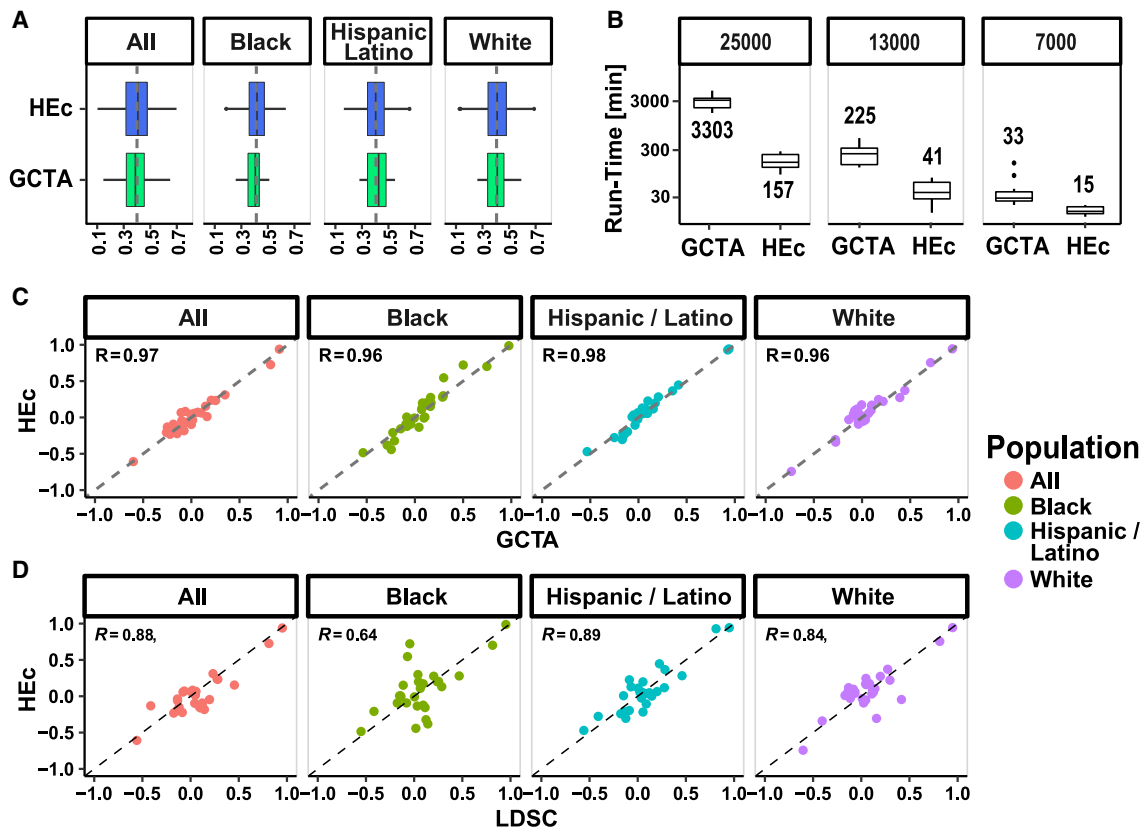 A
All
Black
Hispanic
Latino
White
HEc
GCTA
0.1 0.3 0.5 0.7
0.1 0.3 0.5 0.7
0.1 0.3 0.5 0.7
0.1 0.3 0.5 0.7
B
25000
13000
7000
Run-Time [min]
3000
300
30
3303
157
225
41
33
15
GCTA HEc
GCTA HEc
GCTA HEc
C
All
Black
Hispanic / Latino
White
R=0.97
R=0.96
R=0.98
R=0.96
HEc
1.0
0.5
0.0
−0.5
−1.0
−1.0 −0.5 0.0 0.5 1.0
−1.0 −0.5 0.0 0.5 1.0
−1.0 −0.5 0.0 0.5 1.0
−1.0 −0.5 0.0 0.5 1.0
GCTA
Population
All
Black
Hispanic /
Latino
White
D
All
Black
Hispanic / Latino
White
R = 0.88,
R = 0.64
R = 0.89
R = 0.84,
HEc
1.0
0.5
0.0
−0.5
−1.0
−1.0 −0.5 0.0 0.5 1.0
−1.0 −0.5 0.0 0.5 1.0
−1.0 −0.5 0.0 0.5 1.0
−1.0 −0.5 0.0 0.5 1.0
LDSC